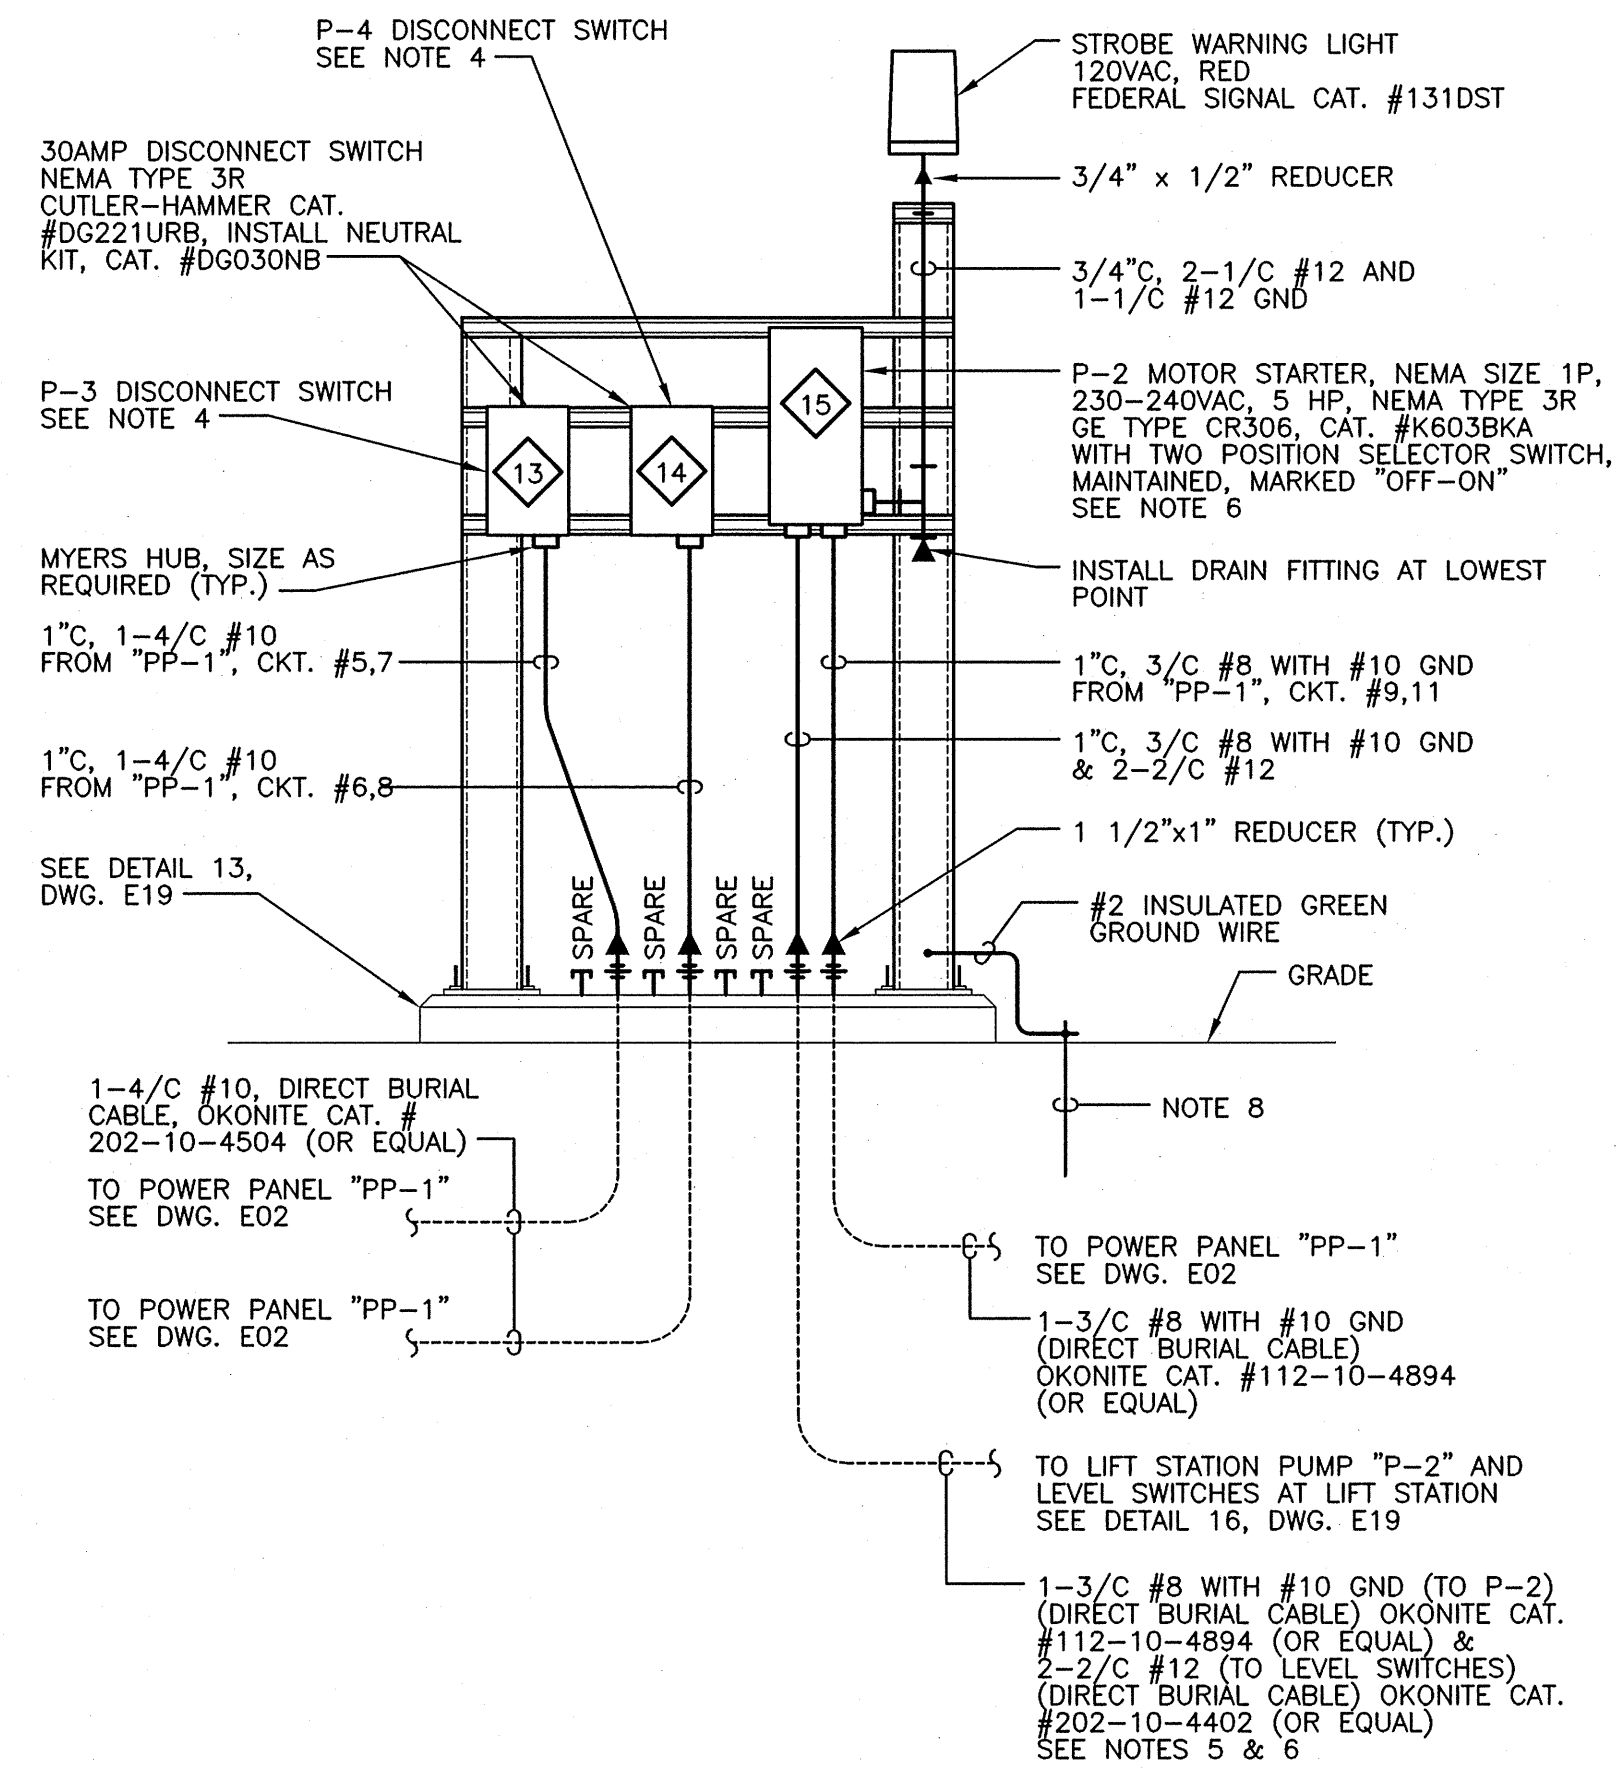 P-4 DISCONNECT SWITCH
SEE NOTE 4
STROBE WARNING LIGHT
120VAC, RED
FEDERAL SIGNAL CAT. #131DST
30AMP DISCONNECT SWITCH
NEMA TYPE 3R
CUTLER-HAMMER CAT.
#DG221URB, INSTALL NEUTRAL
KIT, CAT. #DG030NB
3/4" x 1/2" REDUCER
3/4"C, 2-1/C #12 AND
1-1/C #12 GND
P-3 DISCONNECT SWITCH
SEE NOTE 4
P-2 MOTOR STARTER, NEMA SIZE 1P,
230-240VAC, 5 HP, NEMA TYPE 3R
GE TYPE CR306, CAT. #K603BKA
WITH TWO POSITION SELECTOR SWITCH,
MAINTAINED, MARKED "OFF-ON"
SEE NOTE 6
13
14
15
MYERS HUB, SIZE AS
REQUIRED (TYP.)
INSTALL DRAIN FITTING AT LOWEST
POINT
1"C, 1-4/C #10
FROM "PP-1", CKT. #5,7
1"C, 3/C #8 WITH #10 GND
FROM "PP-1", CKT. #9,11
1"C, 1-4/C #10
FROM "PP-1", CKT. #6,8
1"C, 3/C #8 WITH #10 GND
& 2-2/C #12
1 1/2"x1" REDUCER (TYP.)
SEE DETAIL 13,
DWG. E19
SPARE
SPARE
SPARE
SPARE
#2 INSULATED GREEN
GROUND WIRE
GRADE
1-4/C #10, DIRECT BURIAL
CABLE, OKONITE CAT. #
202-10-4504 (OR EQUAL)
NOTE 8
TO POWER PANEL "PP-1"
SEE DWG. E02
TO POWER PANEL "PP-1"
SEE DWG. E02
TO POWER PANEL "PP-1"
SEE DWG. E02
1-3/C #8 WITH #10 GND
(DIRECT BURIAL CABLE)
OKONITE CAT. #112-10-4894
(OR EQUAL)
TO LIFT STATION PUMP "P-2" AND
LEVEL SWITCHES AT LIFT STATION
SEE DETAIL 16, DWG. E19
1-3/C #8 WITH #10 GND (TO P-2)
(DIRECT BURIAL CABLE) OKONITE CAT.
#112-10-4894 (OR EQUAL) &
2-2/C #12 (TO LEVEL SWITCHES)
(DIRECT BURIAL CABLE) OKONITE CAT.
#202-10-4402 (OR EQUAL)
SEE NOTES 5 & 6